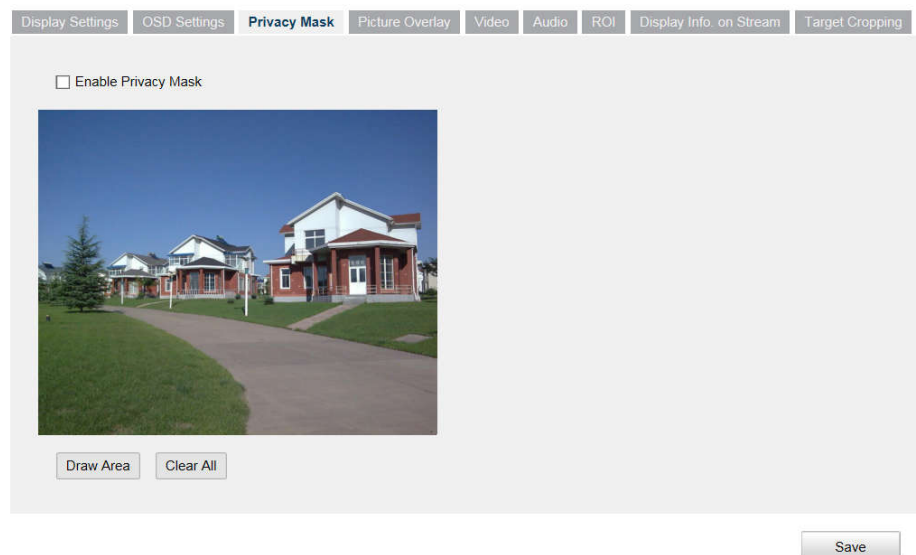 Display Settings OSD Settings Privacy Mask Picture Overlay Video Audio ROI Display Info. on Stream Target Cropping
Enable Privacy Mask
Draw Area Clear All
Save